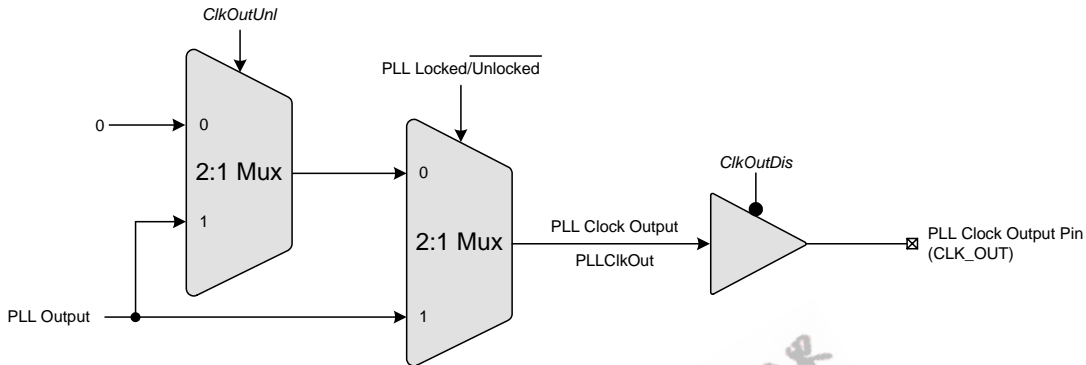 ClkOutUnl
PLL Locked/Unlocked
0
0
2:1 Mux
1
0
2:1 Mux
1
ClkOutDis
PLL Clock Output
PLLClkOut
PLL Clock Output Pin
(CLK_OUT)
PLL Output